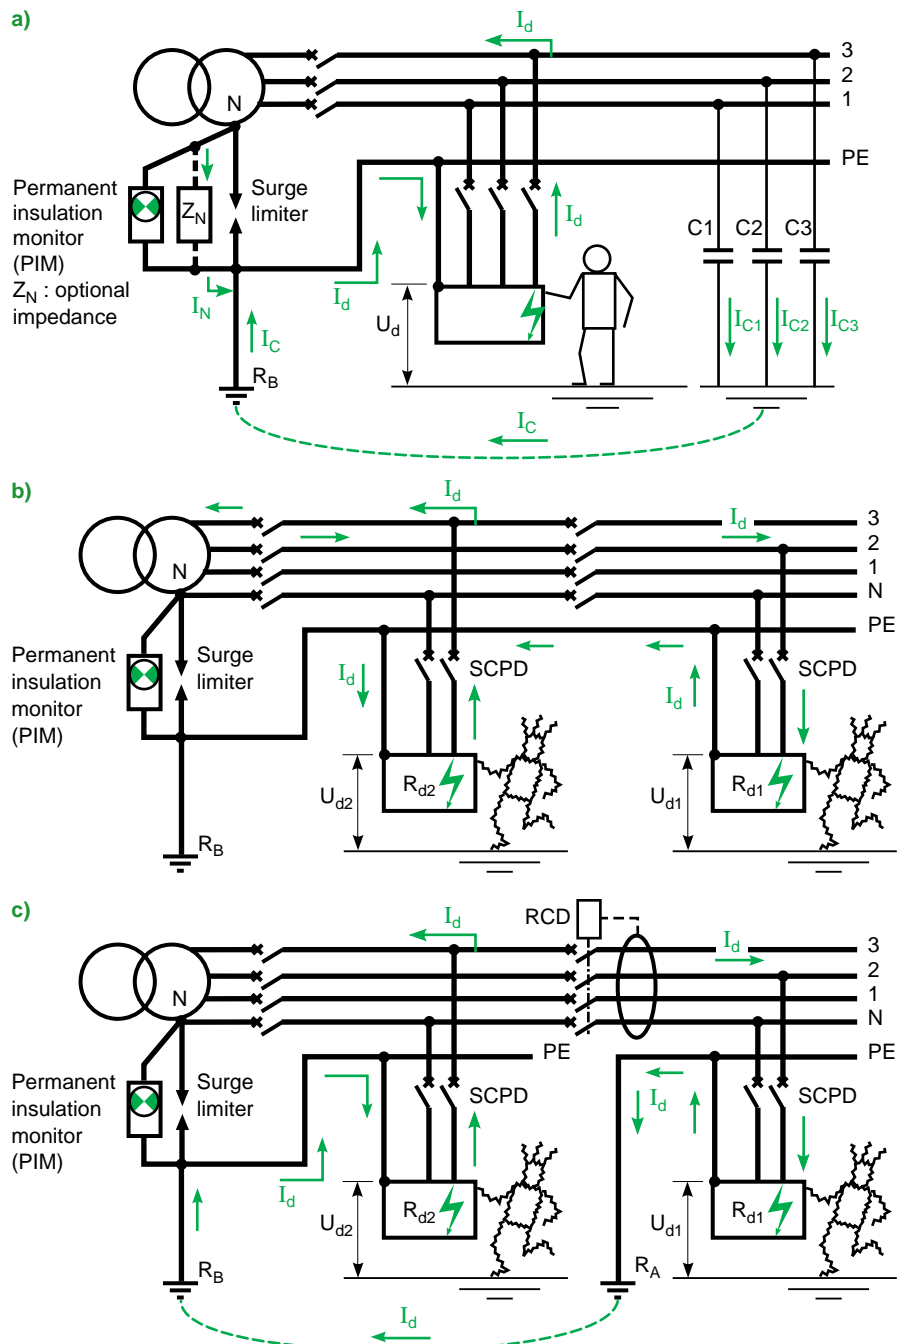 a)
I_d
3
2
1
N
PE
Permanent
insulation
monitor
(PIM)
Z_N : optional
impedance
Z_N
Surge
limiter
I_N
I_d
I_C
R_B
U_d
I_d
C1
C2
C3
I_C1
I_C2
I_C3
I_C
b)
I_d
I_d
3
2
1
N
N
PE
Permanent
insulation
monitor
(PIM)
Surge
limiter
I_d
SCPD
I_d
SCPD
U_d2
R_d2
U_d1
R_d1
R_B
c)
RCD
I_d
I_d
3
2
1
N
N
PE
PE
Permanent
insulation
monitor
(PIM)
Surge
limiter
SCPD
I_d
SCPD
I_d
U_d2
R_d2
U_d1
R_d1
R_B
R_A
I_d